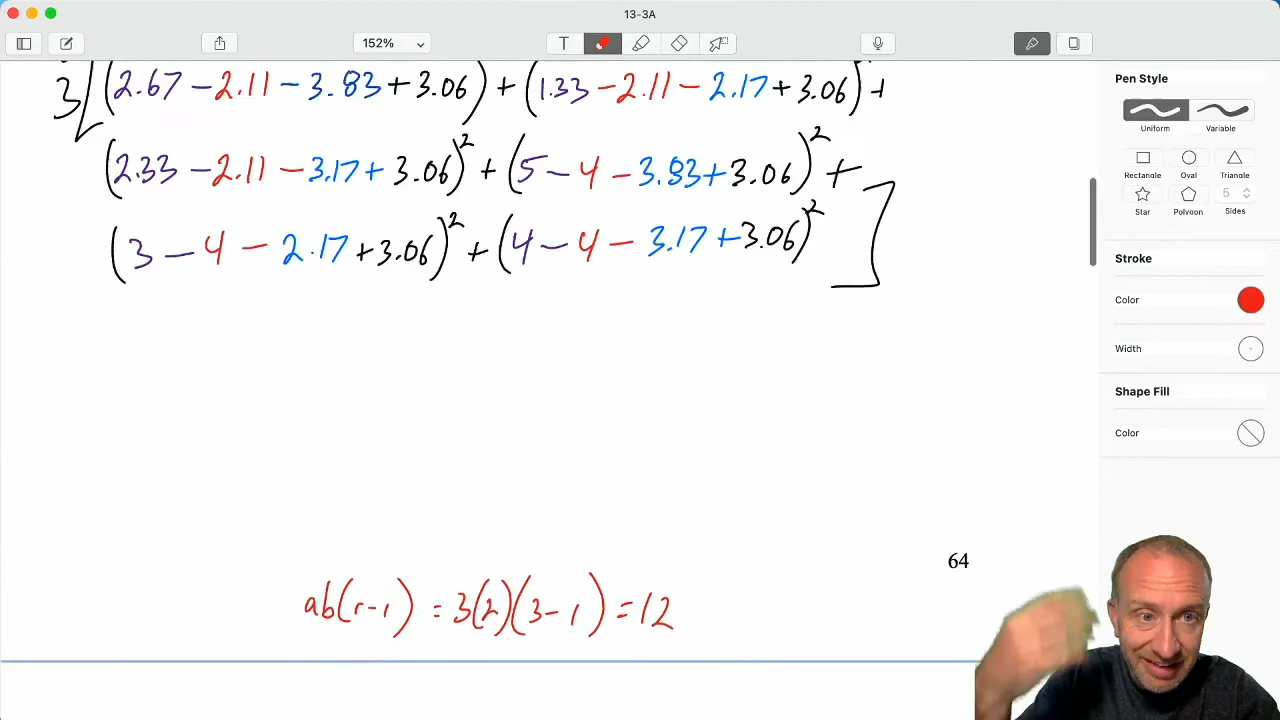 13-3A
152%
T
3[(2.67 - 2.11 - 3.83 + 3.06) + (1.33 - 2.11 - 2.17 + 3.06)² +
(2.33 - 2.11 - 3.17 + 3.06)² + (5 - 4 - 3.83 + 3.06)² +
(3 - 4 - 2.17 + 3.06)² + (4 - 4 - 3.17 + 3.06)²]
64
ab(r-1) = 3(2)(3-1) = 12
Pen Style
Uniform Variable
Rectangle Oval Triangle
5
Star Polygon Sides
Stroke
Color
Width
Shape Fill
Color